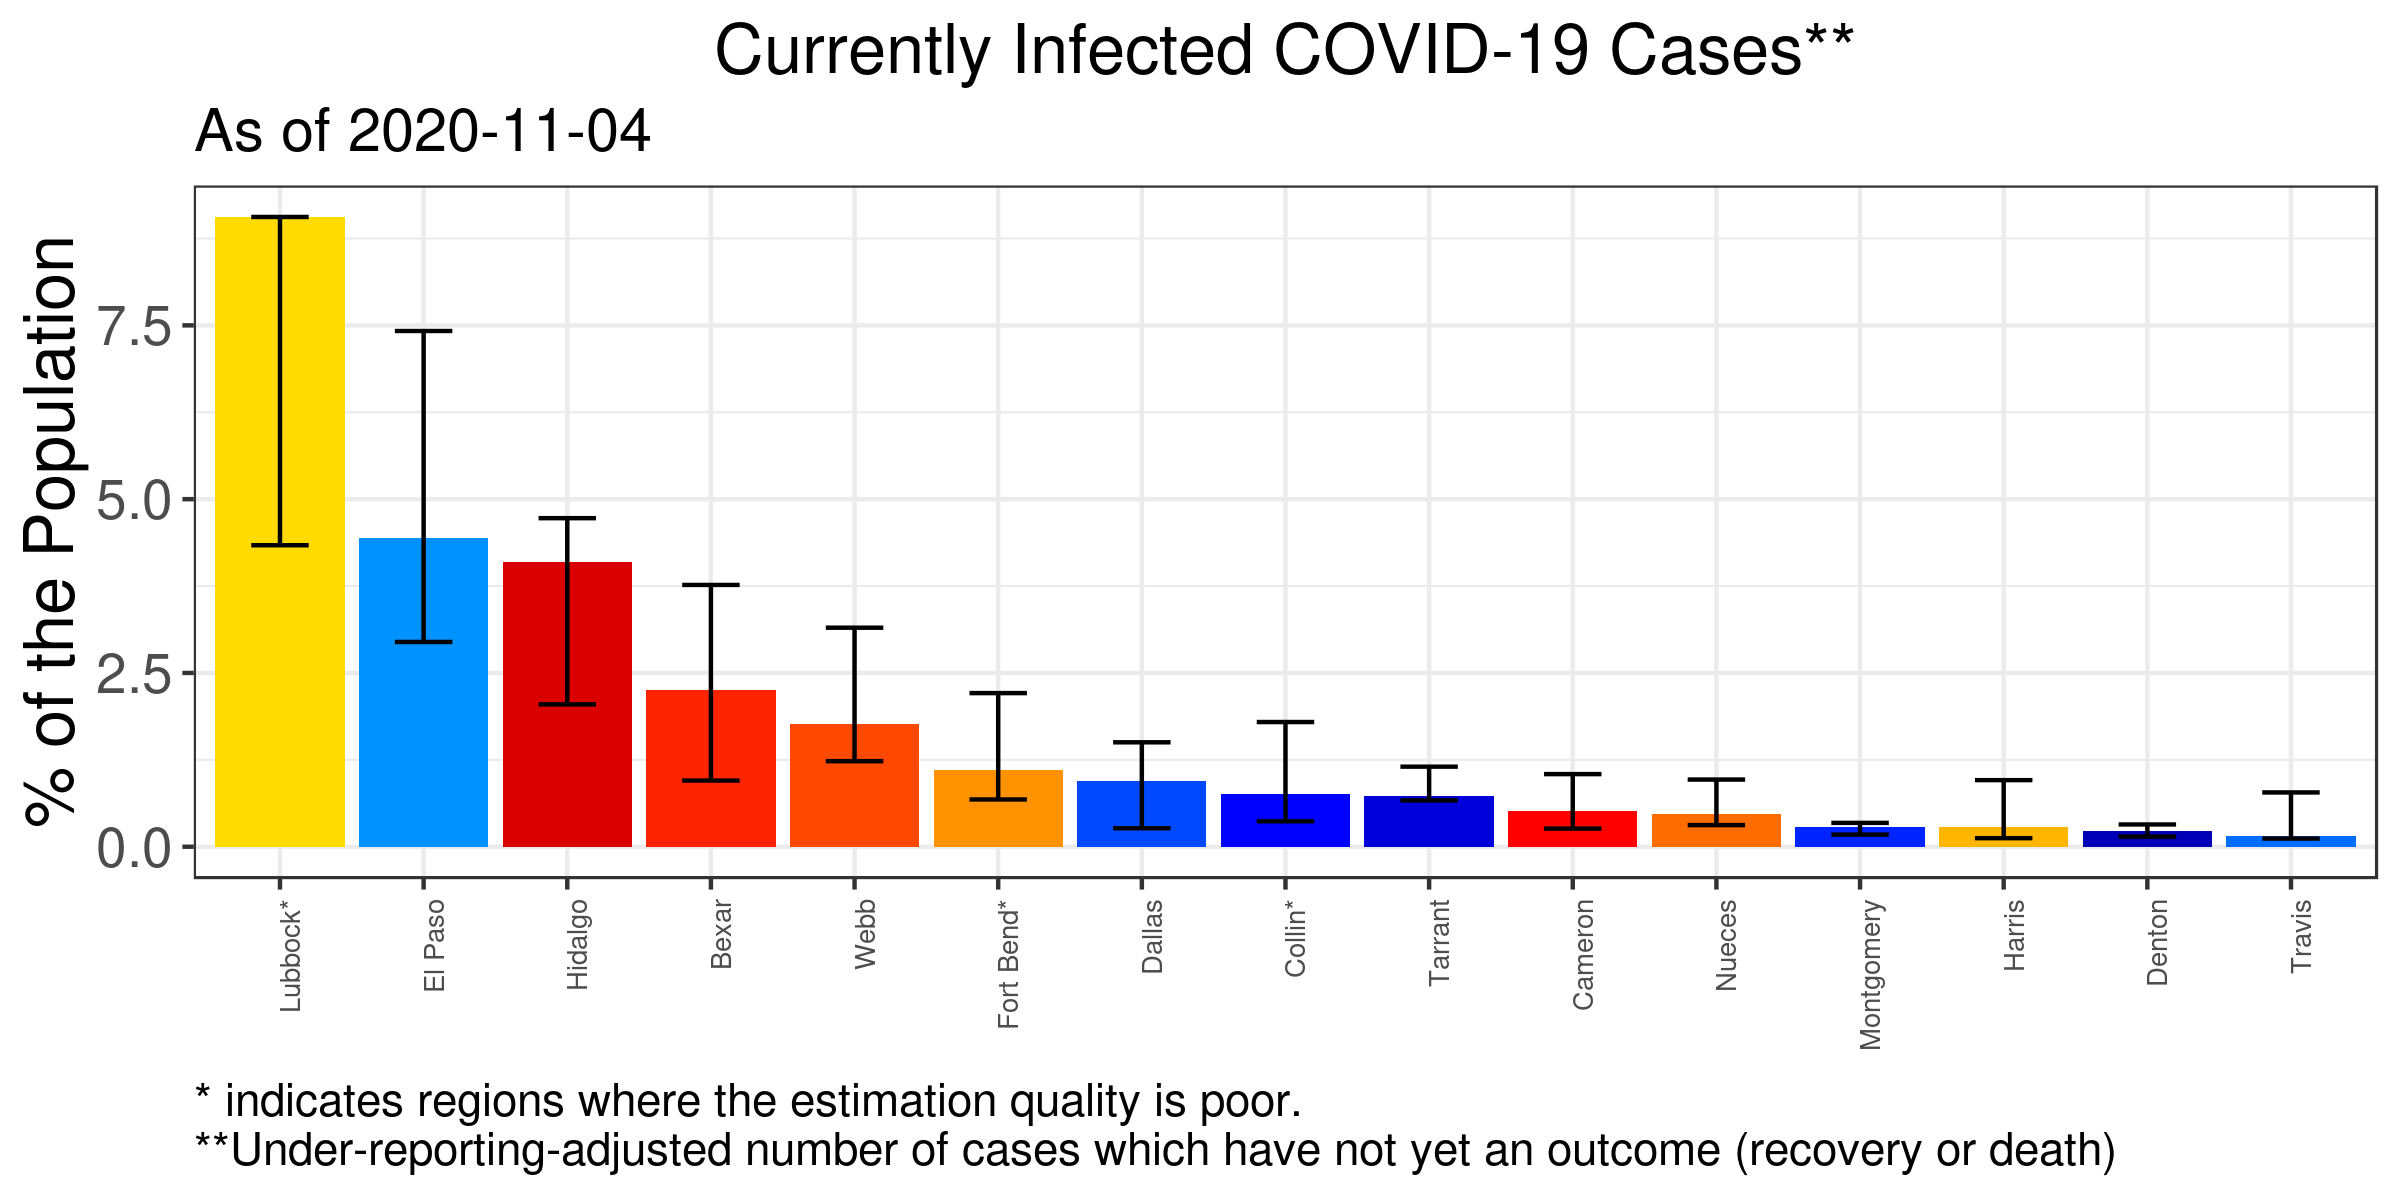 Currently Infected COVID-19 Cases**
As of 2020-11-04
% of the Population
7.5
5.0
2.5
0.0
Lubbock*
El Paso
Hidalgo
Bexar
Webb
Fort Bend*
Dallas
Collin*
Tarrant
Cameron
Nueces
Montgomery
Harris
Denton
Travis
* indicates regions where the estimation quality is poor.
**Under-reporting-adjusted number of cases which have not yet an outcome (recovery or death)